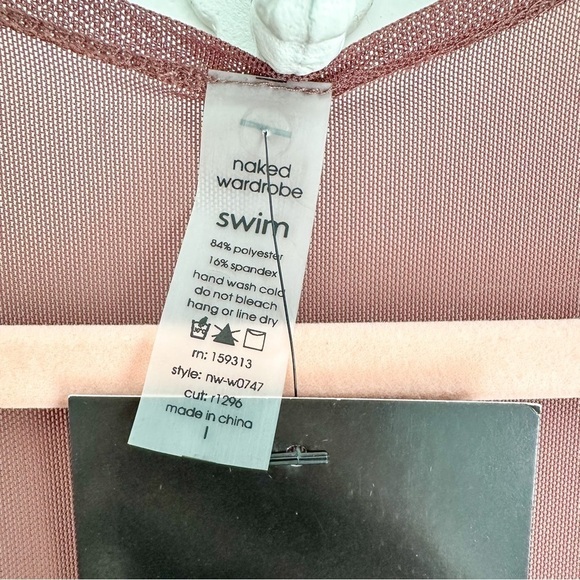 naked
wardrobe
swim
84% polyester
16% spandex
hand wash cold
do not bleach
hang or line dry
rn: 159313
style: nw-w0747
cut: r1296
made in china
l